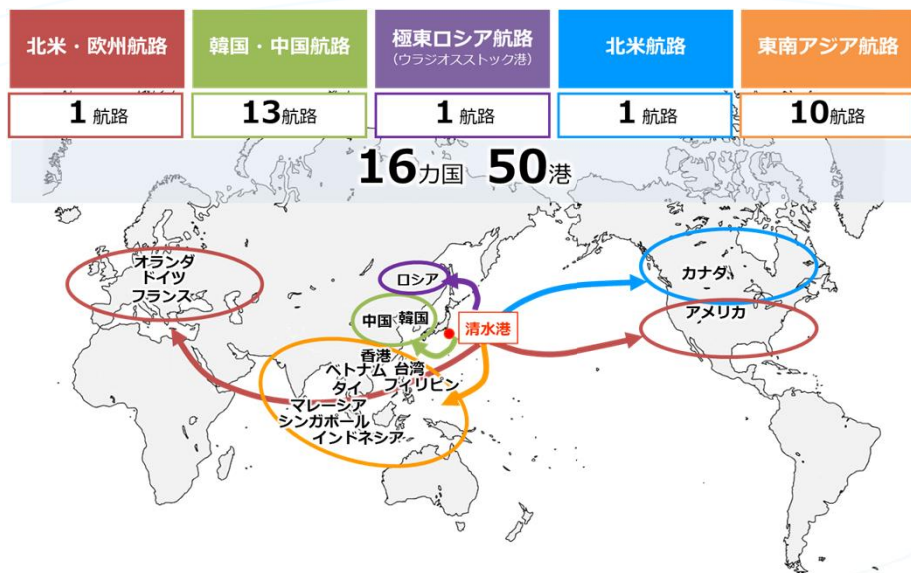 北米・欧州航路
韓国・中国航路
極東ロシア航路
(ウラジオスストック港)
北米航路
東南アジア航路
1 航路
13航路
1 航路
1 航路
10航路
16カ国 50港
オランダ
ドイツ
フランス
ロシア
カナダ
中国
韓国
清水港
アメリカ
香港
ベトナム
台湾
タイ
フィリピン
マレーシア
シンガポール
インドネシア